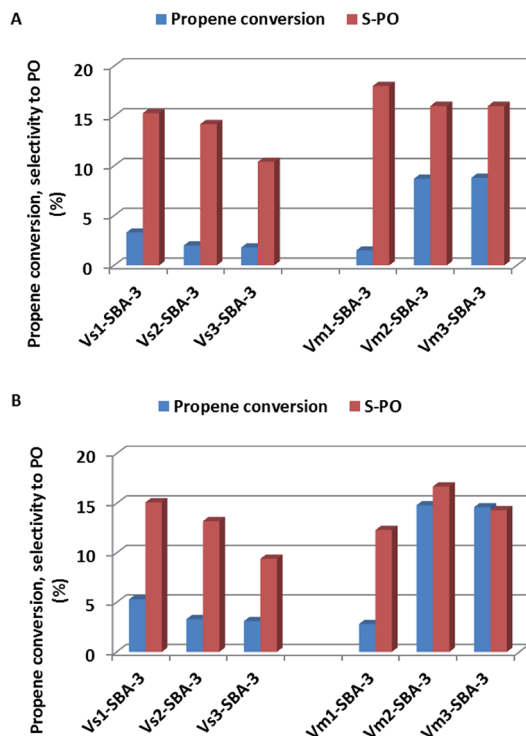 A
Propene conversion S-PO
Propene conversion, selectivity to PO
(%)
20
15
10
5
0
Vs1-SBA-3
Vs2-SBA-3
Vs3-SBA-3
Vm1-SBA-3
Vm2-SBA-3
Vm3-SBA-3
B
Propene conversion S-PO
Propene conversion, selectivity to PO
(%)
20
15
10
5
0
Vs1-SBA-3
Vs2-SBA-3
Vs3-SBA-3
Vm1-SBA-3
Vm2-SBA-3
Vm3-SBA-3